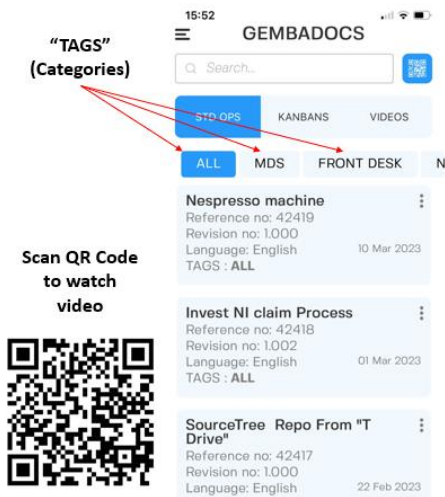 "TAGS"
(Categories)
Scan QR Code
to watch
video
15:52
GEMBADOCS
Search...
STD OPS KANBANS VIDEOS
ALL MDS FRONT DESK N
Nespresso machine
Reference no: 42419
Revision no: 1.000
Language: English 10 Mar 2023
TAGS : ALL
Invest NI claim Process
Reference no: 42418
Revision no: 1.002
Language: English 01 Mar 2023
TAGS : ALL
SourceTree Repo From "T
Drive"
Reference no: 42417
Revision no: 1.000
Language: English 22 Feb 2023